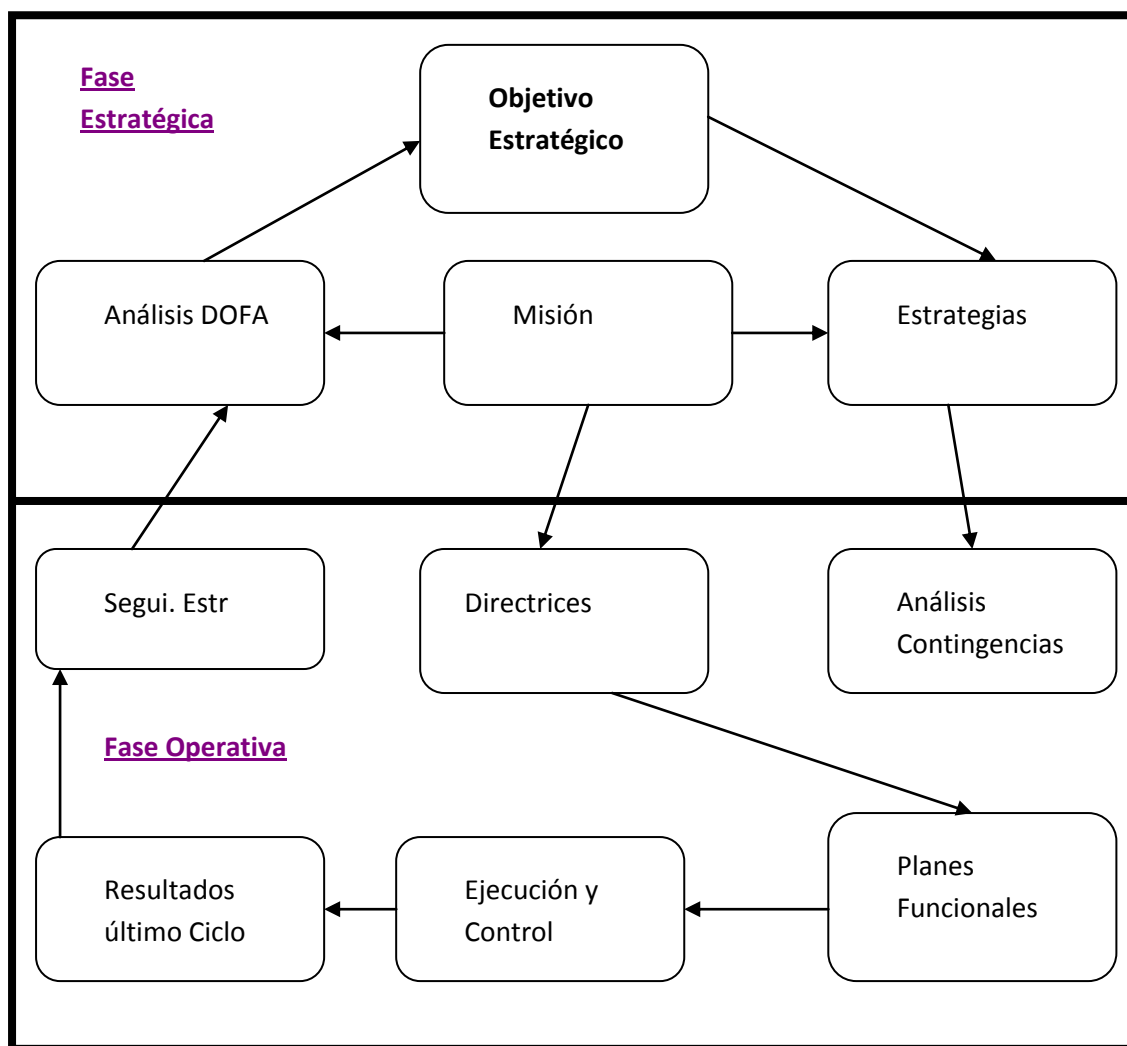 Fase
Estratégica
Objetivo
Estratégico
Análisis DOFA
Misión
Estrategias
Segui. Estr
Directrices
Análisis
Contingencias
Fase Operativa
Resultados
último Ciclo
Ejecución y
Control
Planes
Funcionales